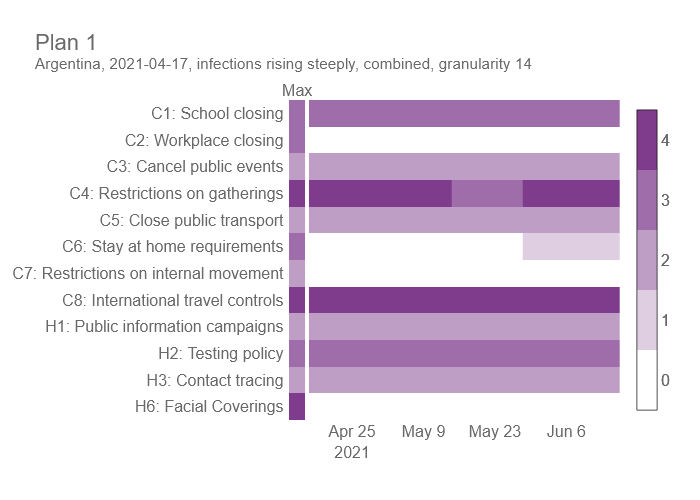 Plan 1
Argentina, 2021-04-17, infections rising steeply, combined, granularity 14
Max
C1: School closing
C2: Workplace closing
C3: Cancel public events
C4: Restrictions on gatherings
C5: Close public transport
C6: Stay at home requirements
C7: Restrictions on internal movement
C8: International travel controls
H1: Public information campaigns
H2: Testing policy
H3: Contact tracing
H6: Facial Coverings
Apr 25 May 9 May 23 Jun 6
2021
4
3
2
1
0